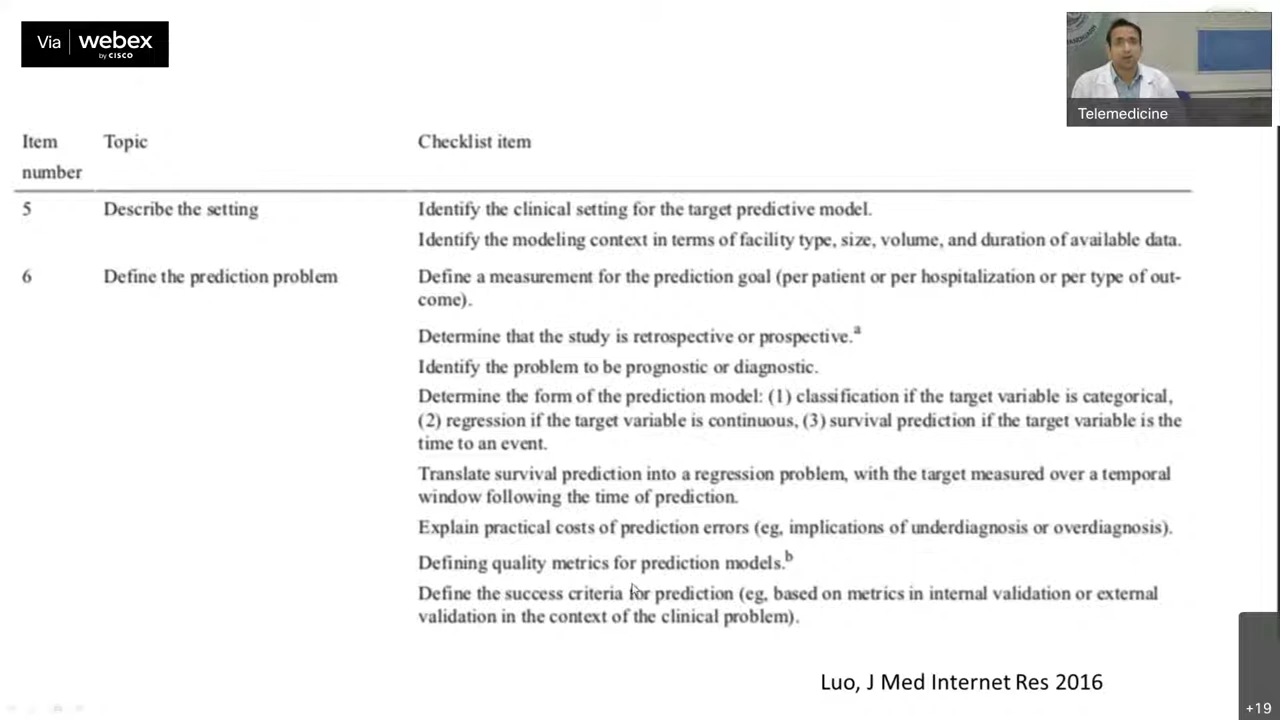 Via webex
by CISCO
Telemedicine
Item number Topic Checklist item
5 Describe the setting Identify the clinical setting for the target predictive model.
Identify the modeling context in terms of facility type, size, volume, and duration of available data.
6 Define the prediction problem Define a measurement for the prediction goal (per patient or per hospitalization or per type of out-
come).
Determine that the study is retrospective or prospective.a
Identify the problem to be prognostic or diagnostic.
Determine the form of the prediction model: (1) classification if the target variable is categorical,
(2) regression if the target variable is continuous, (3) survival prediction if the target variable is the
time to an event.
Translate survival prediction into a regression problem, with the target measured over a temporal
window following the time of prediction.
Explain practical costs of prediction errors (eg, implications of underdiagnosis or overdiagnosis).
Defining quality metrics for prediction models.b
Define the success criteria for prediction (eg, based on metrics in internal validation or external
validation in the context of the clinical problem).
Luo, J Med Internet Res 2016
+19